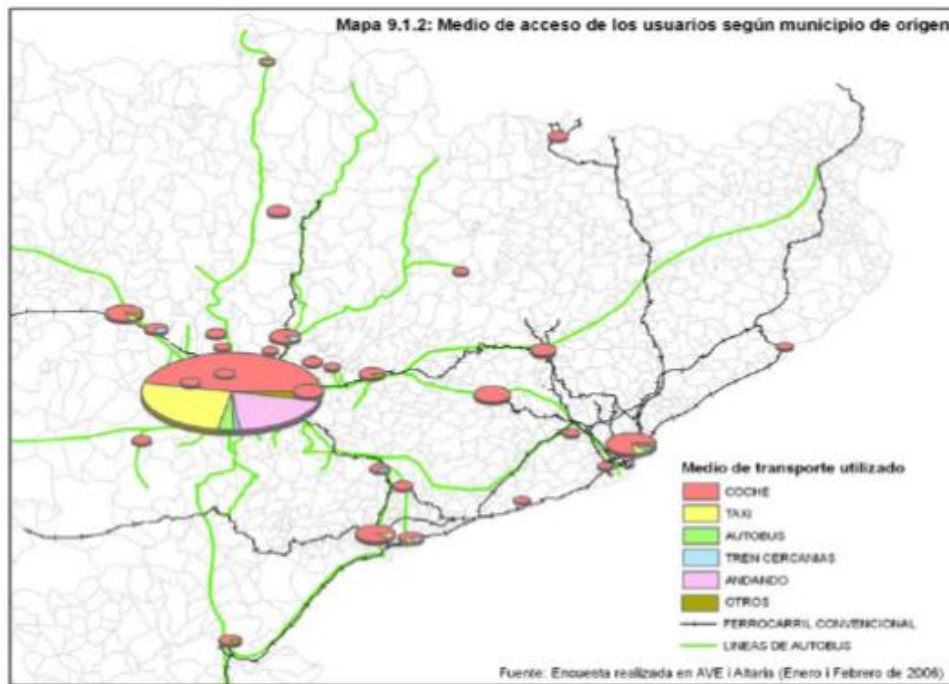 Mapa 9.1.2: Medio de acceso de los usuarios según municipio de origen
Medio de transporte utilizado
COCHE
TAXI
AUTOBUS
TREN CERCANIAS
ANDANDO
OTROS
FERROCARRIL CONVENCIONAL
LINEAS DE AUTOBUS
Fuente: Encuesta realizada en AVE i Altaria (Enero i Febrero de 2006)